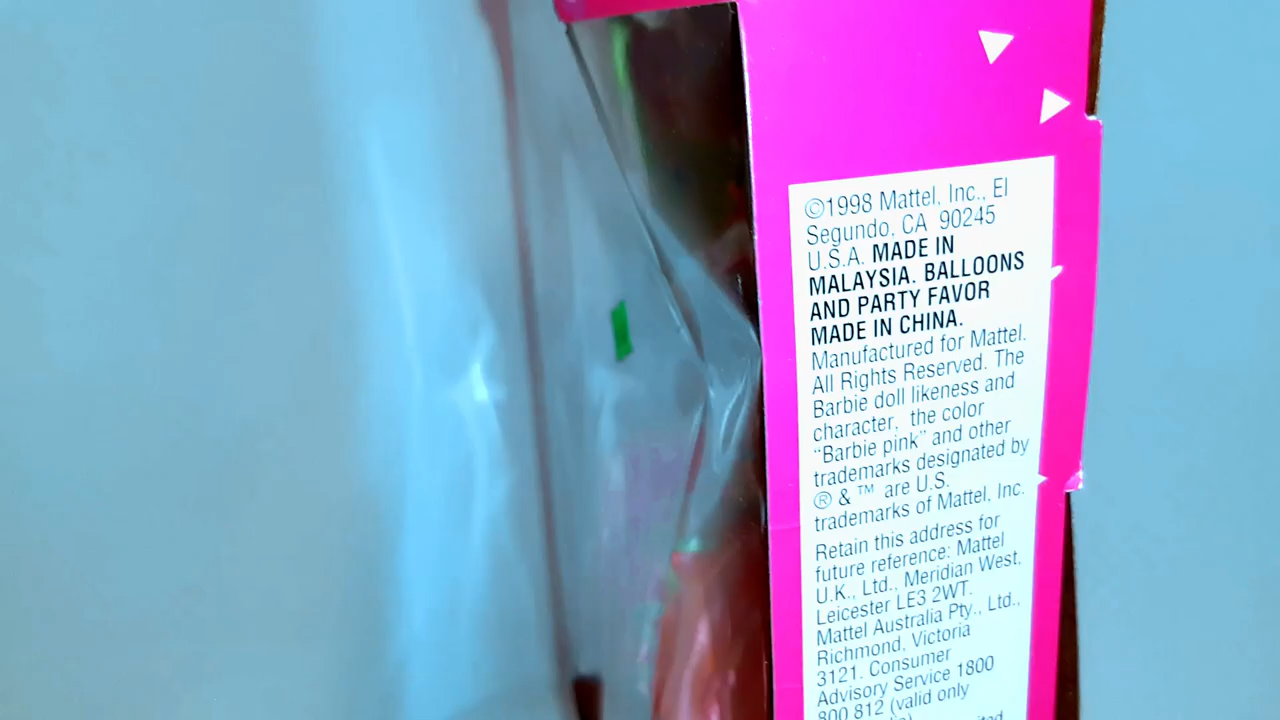 ©1998 Mattel, Inc., El
Segundo, CA 90245
U.S.A. MADE IN
MALAYSIA. BALLOONS
AND PARTY FAVOR
MADE IN CHINA.
Manufactured for Mattel.
All Rights Reserved. The
Barbie doll likeness and
character, the color
“Barbie pink” and other
trademarks designated by
® & ™ are U.S.
trademarks of Mattel, Inc.
Retain this address for
future reference: Mattel
U.K., Ltd., Meridian West,
Leicester LE3 2WT.
Mattel Australia Pty., Ltd.,
Richmond, Victoria
3121. Consumer
Advisory Service 1800
800 812 (valid only